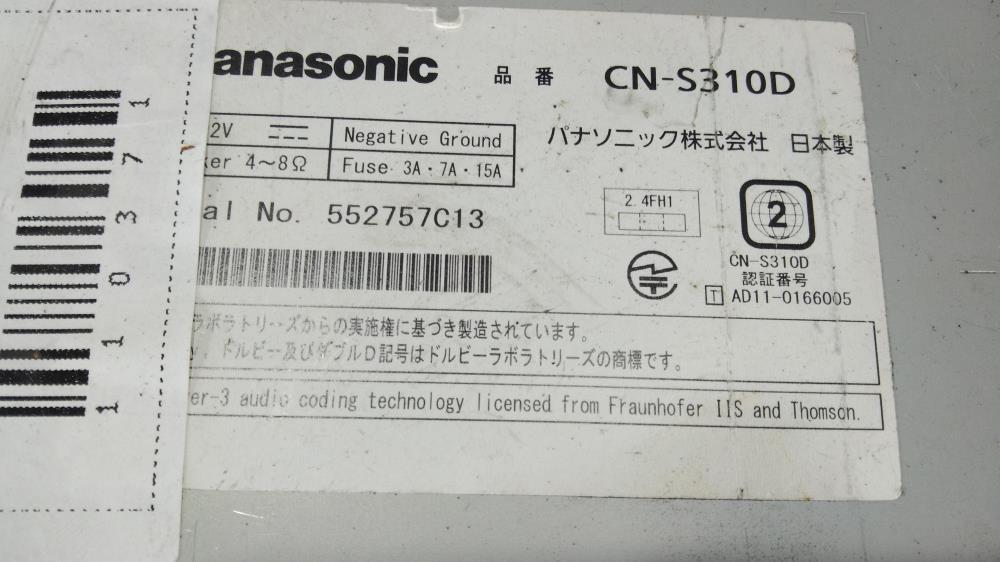 anasonic 品番 CN-S310D
2V Negative Ground
ker 4~8Ω Fuse 3A・7A・15A
パナソニック株式会社 日本製
al No. 552757C13
2.4FH1
2
CN-S310D
認証番号
T AD11-0166005
ラボラトリーズからの実施権に基づき製造されています。
y、ドルビー及びダブルD記号はドルビーラボラトリーズの商標です。
er-3 audio coding technology licensed from Fraunhofer IIS and Thomson.
1 1 0 3 7 1